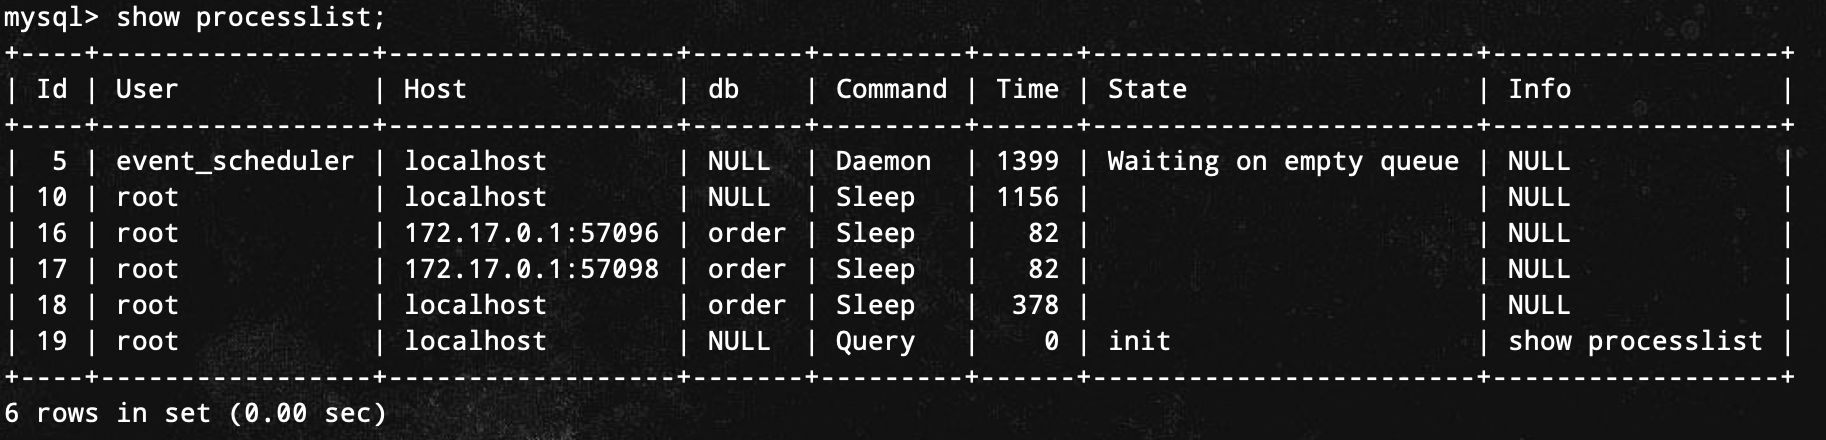 mysql> show processlist;
+----+-----------------+------------------+-------+---------+------+------------------------+------------------+
| Id | User            | Host             | db    | Command | Time | State                  | Info             |
+----+-----------------+------------------+-------+---------+------+------------------------+------------------+
|  5 | event_scheduler | localhost        | NULL  | Daemon  | 1399 | Waiting on empty queue | NULL             |
| 10 | root            | localhost        | NULL  | Sleep   | 1156 |                        | NULL             |
| 16 | root            | 172.17.0.1:57096 | order | Sleep   |   82 |                        | NULL             |
| 17 | root            | 172.17.0.1:57098 | order | Sleep   |   82 |                        | NULL             |
| 18 | root            | localhost        | order | Sleep   |  378 |                        | NULL             |
| 19 | root            | localhost        | NULL  | Query   |    0 | init                   | show processlist |
+----+-----------------+------------------+-------+---------+------+------------------------+------------------+
6 rows in set (0.00 sec)